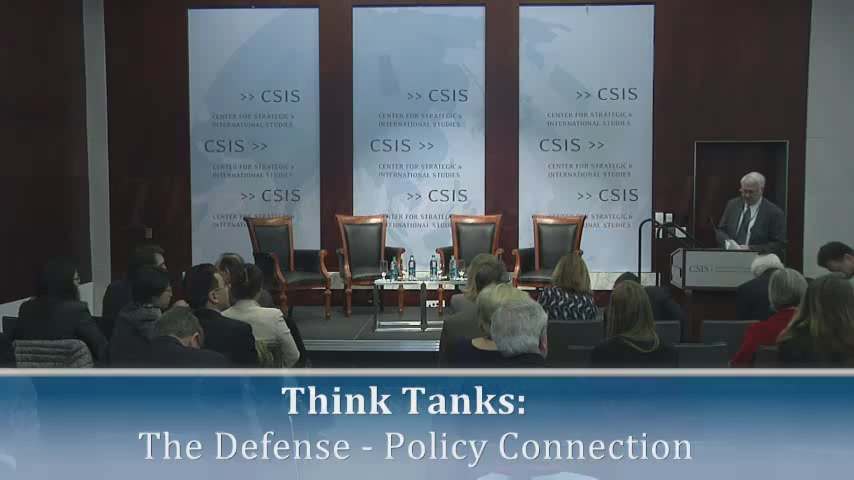 >> CSIS
CENTER FOR STRATEGIC &
INTERNATIONAL STUDIES
CSIS >>
CENTER FOR STRATEGIC &
INTERNATIONAL STUDIES
>> CSIS
CENTER FOR STRATEGIC &
INTERNATIONAL STUDIES
>> CSIS
CENTER FOR STRATEGIC &
INTERNATIONAL STUDIES
CSIS >>
CENTER FOR STRATEGIC &
INTERNATIONAL STUDIES
>> CSIS
CENTER FOR STRATEGIC &
INTERNATIONAL STUDIES
>> CSIS
CENTER FOR STRATEGIC &
INTERNATIONAL STUDIES
CSIS >>
CENTER FOR STRATEGIC &
INTERNATIONAL STUDIES
>> CSIS
CENTER FOR STRATEGIC &
INTERNATIONAL STUDIES
CSIS
Think Tanks:
The Defense - Policy Connection